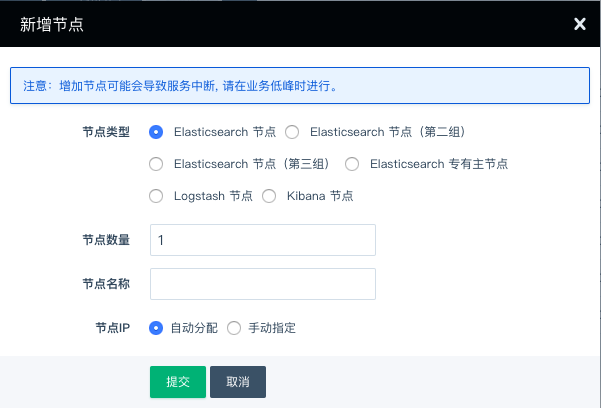 新增节点
注意：增加节点可能会导致服务中断, 请在业务低峰时进行。
节点类型 Elasticsearch 节点 Elasticsearch 节点（第二组）
Elasticsearch 节点（第三组） Elasticsearch 专有主节点
Logstash 节点 Kibana 节点
节点数量 1
节点名称
节点IP 自动分配 手动指定
提交 取消